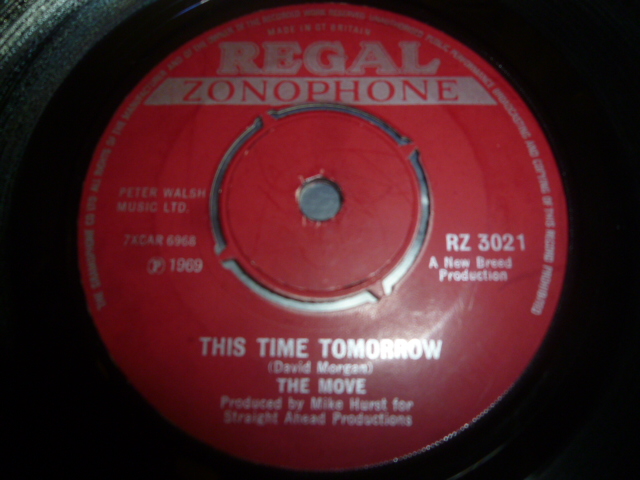 MADE IN GT BRITAIN
REGAL
ZONOPHONE
PETER WALSH
MUSIC LTD.
7XCAR 6968
Ⓟ 1969
RZ 3021
A New Breed
Production
THIS TIME TOMORROW
(David Morgan)
THE MOVE
Produced by Mike Hurst for
Straight Ahead Productions